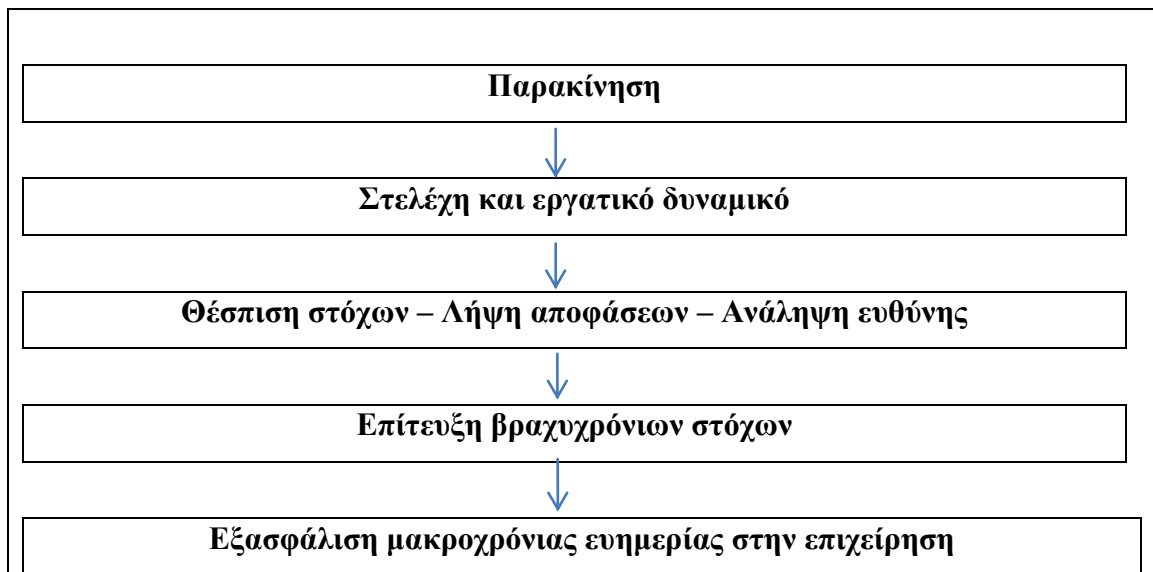 Παρακίνηση
Στελέχη και εργατικό δυναμικό
Θέσπιση στόχων – Λήψη αποφάσεων – Ανάληψη ευθύνης
Επίτευξη βραχυχρόνιων στόχων
Εξασφάλιση μακροχρόνιας ευημερίας στην επιχείρηση